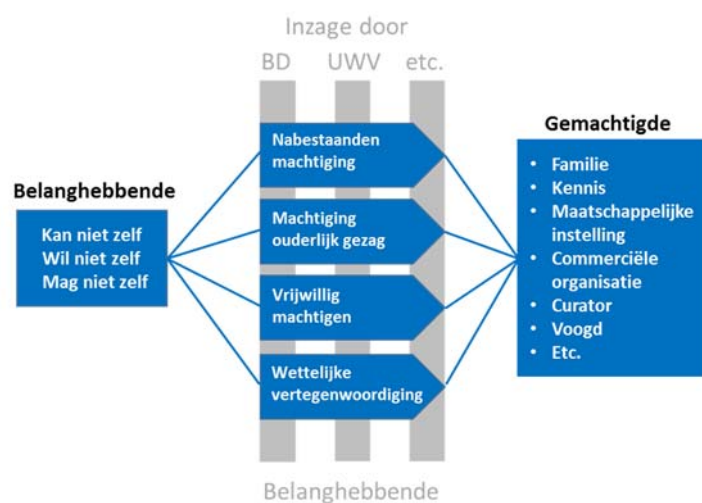 Inzage door
BD UWV etc.
Belanghebbende
Kan niet zelf
Wil niet zelf
Mag niet zelf
Nabestaanden
machtiging
Machtiging
ouderlijk gezag
Vrijwillig
machtigen
Wettelijke
vertegenwoordiging
Gemachtigde
• Familie
• Kennis
• Maatschappelijke
instelling
• Commerciële
organisatie
• Curator
• Voogd
• Etc.
Belanghebbende